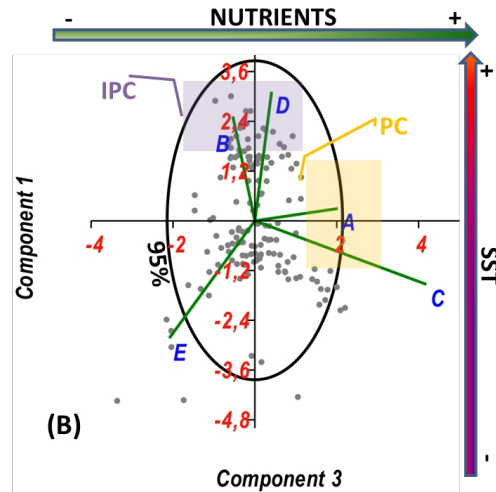 - NUTRIENTS +
3,6
IPC
D
2,4
B
PC
1,2
A
-4 -2 2 4
Component 1
95%
-1,2
SST
+
-
C
-2,4
E
-3,6
(B)
-4,8
Component 3